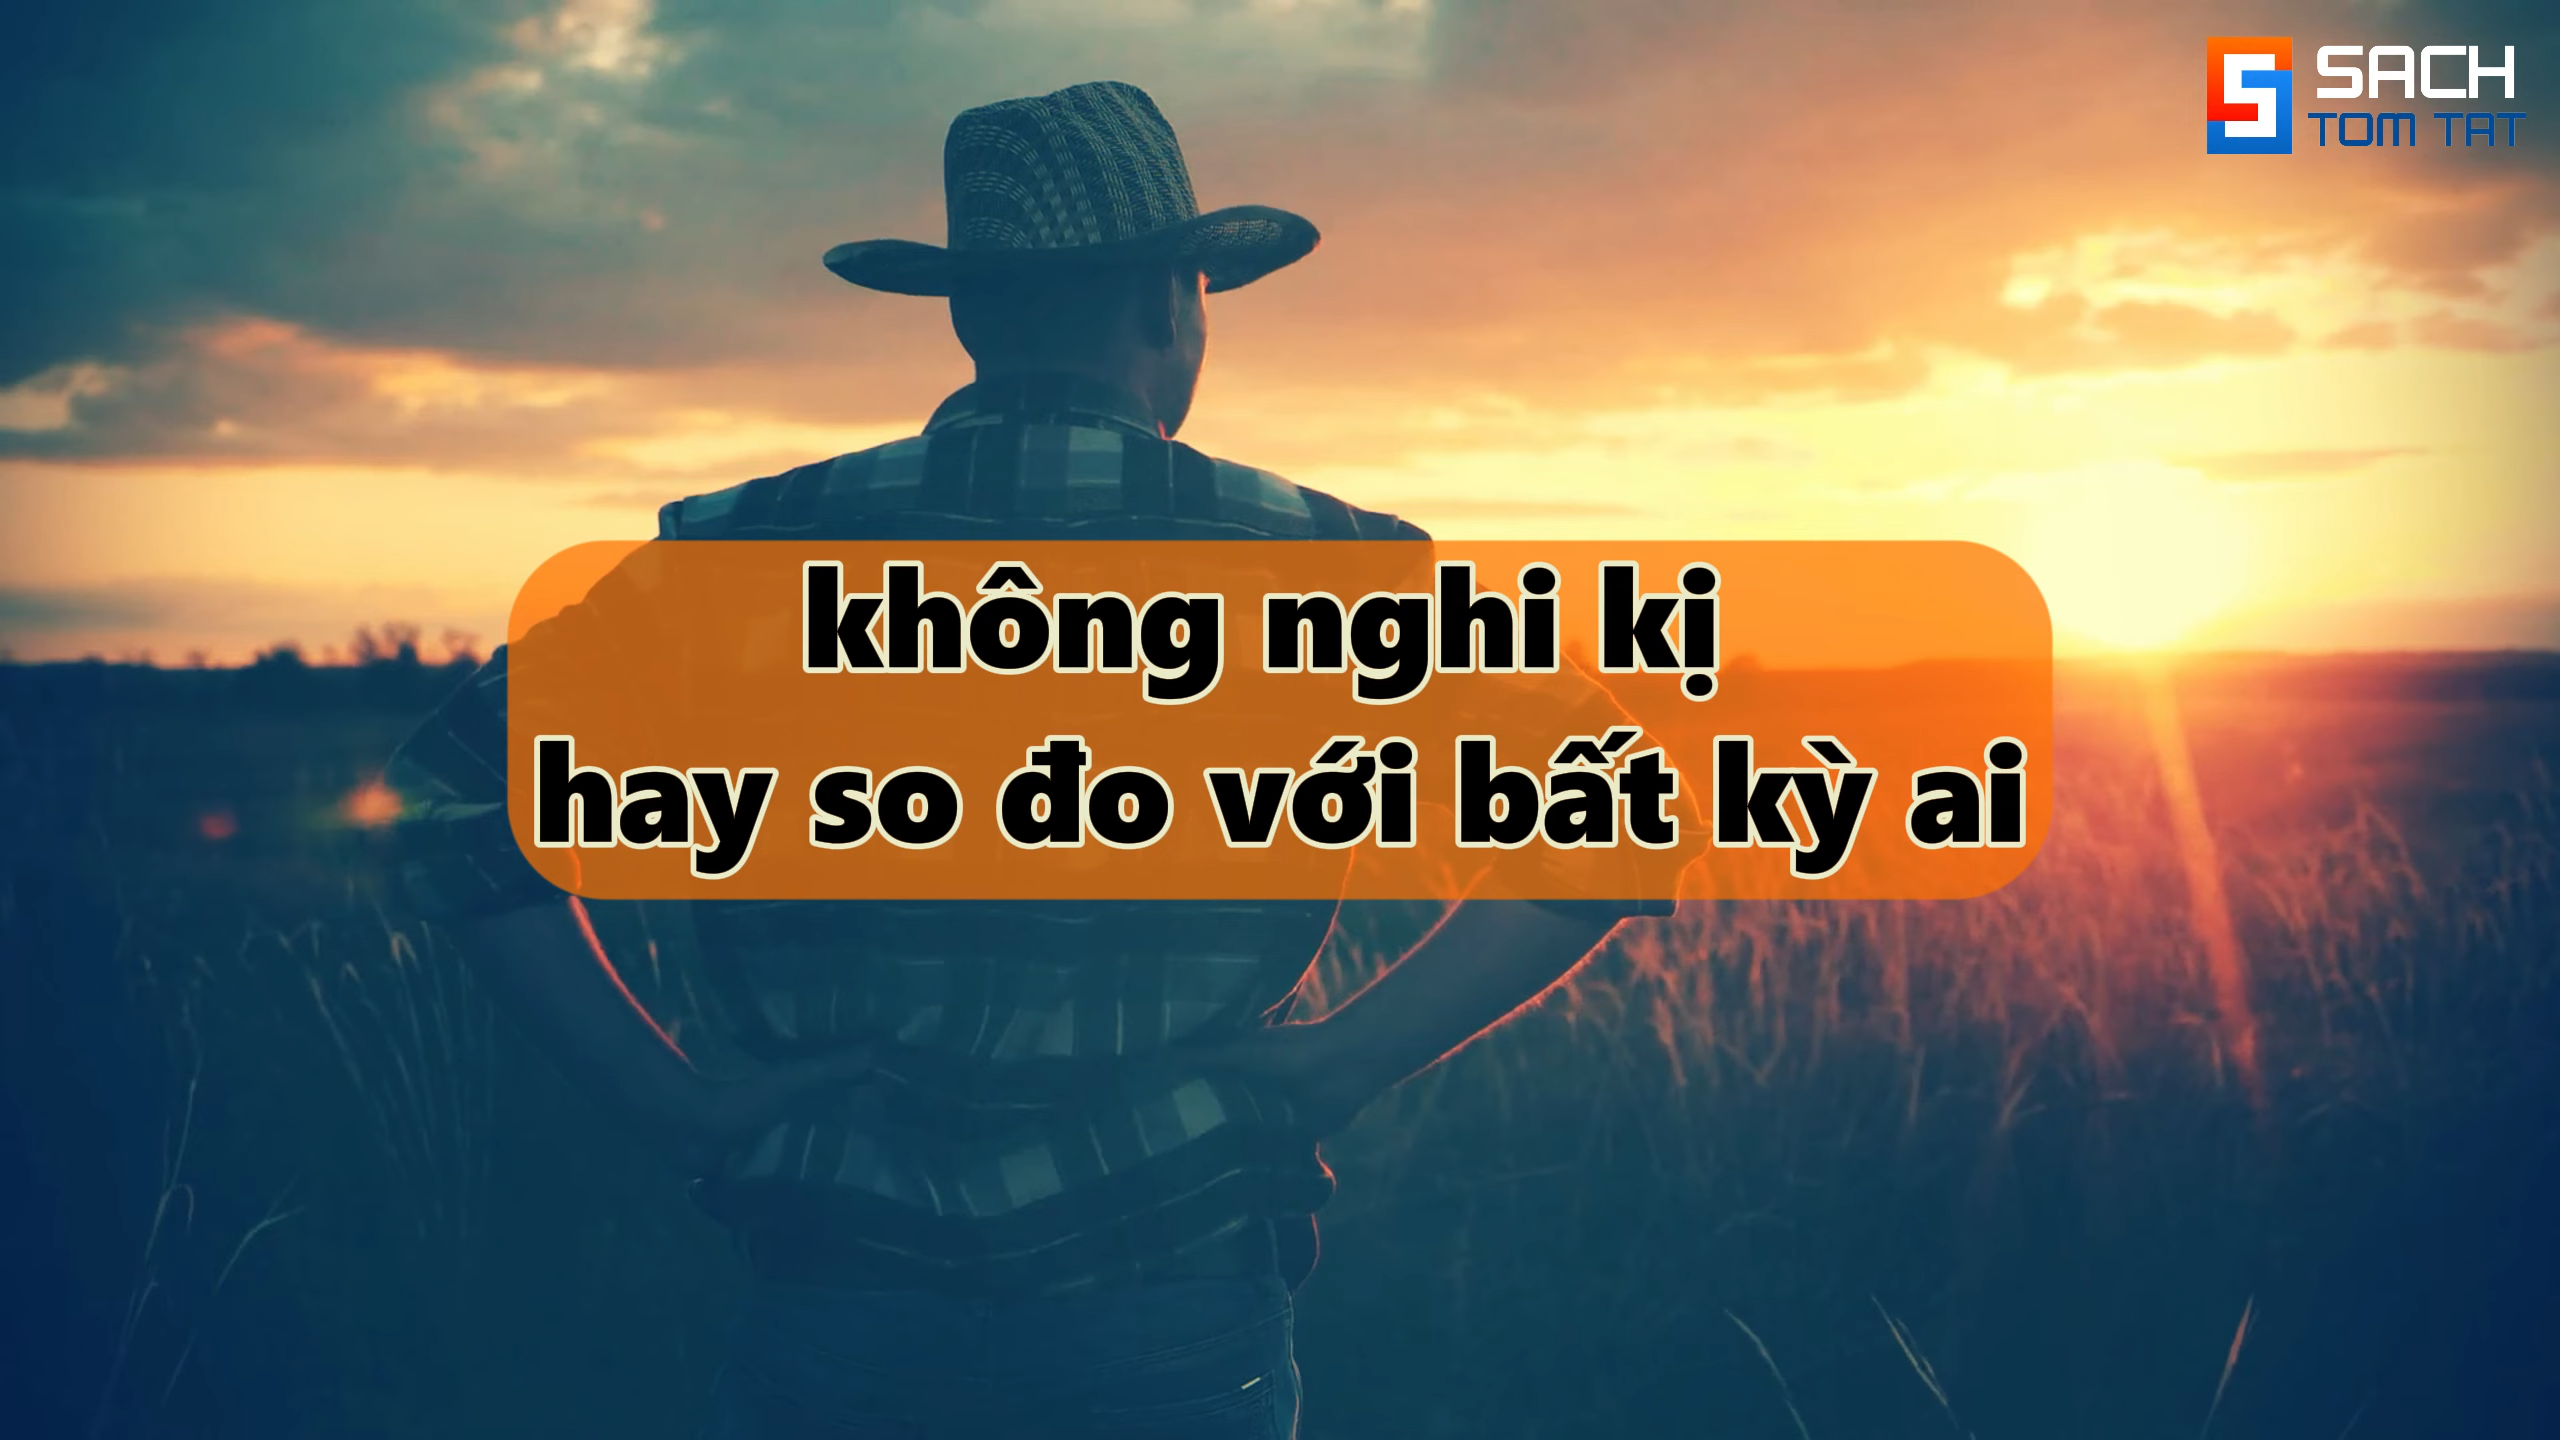 SACH
TOM TAT
không nghi kị
hay so đo với bất kỳ ai